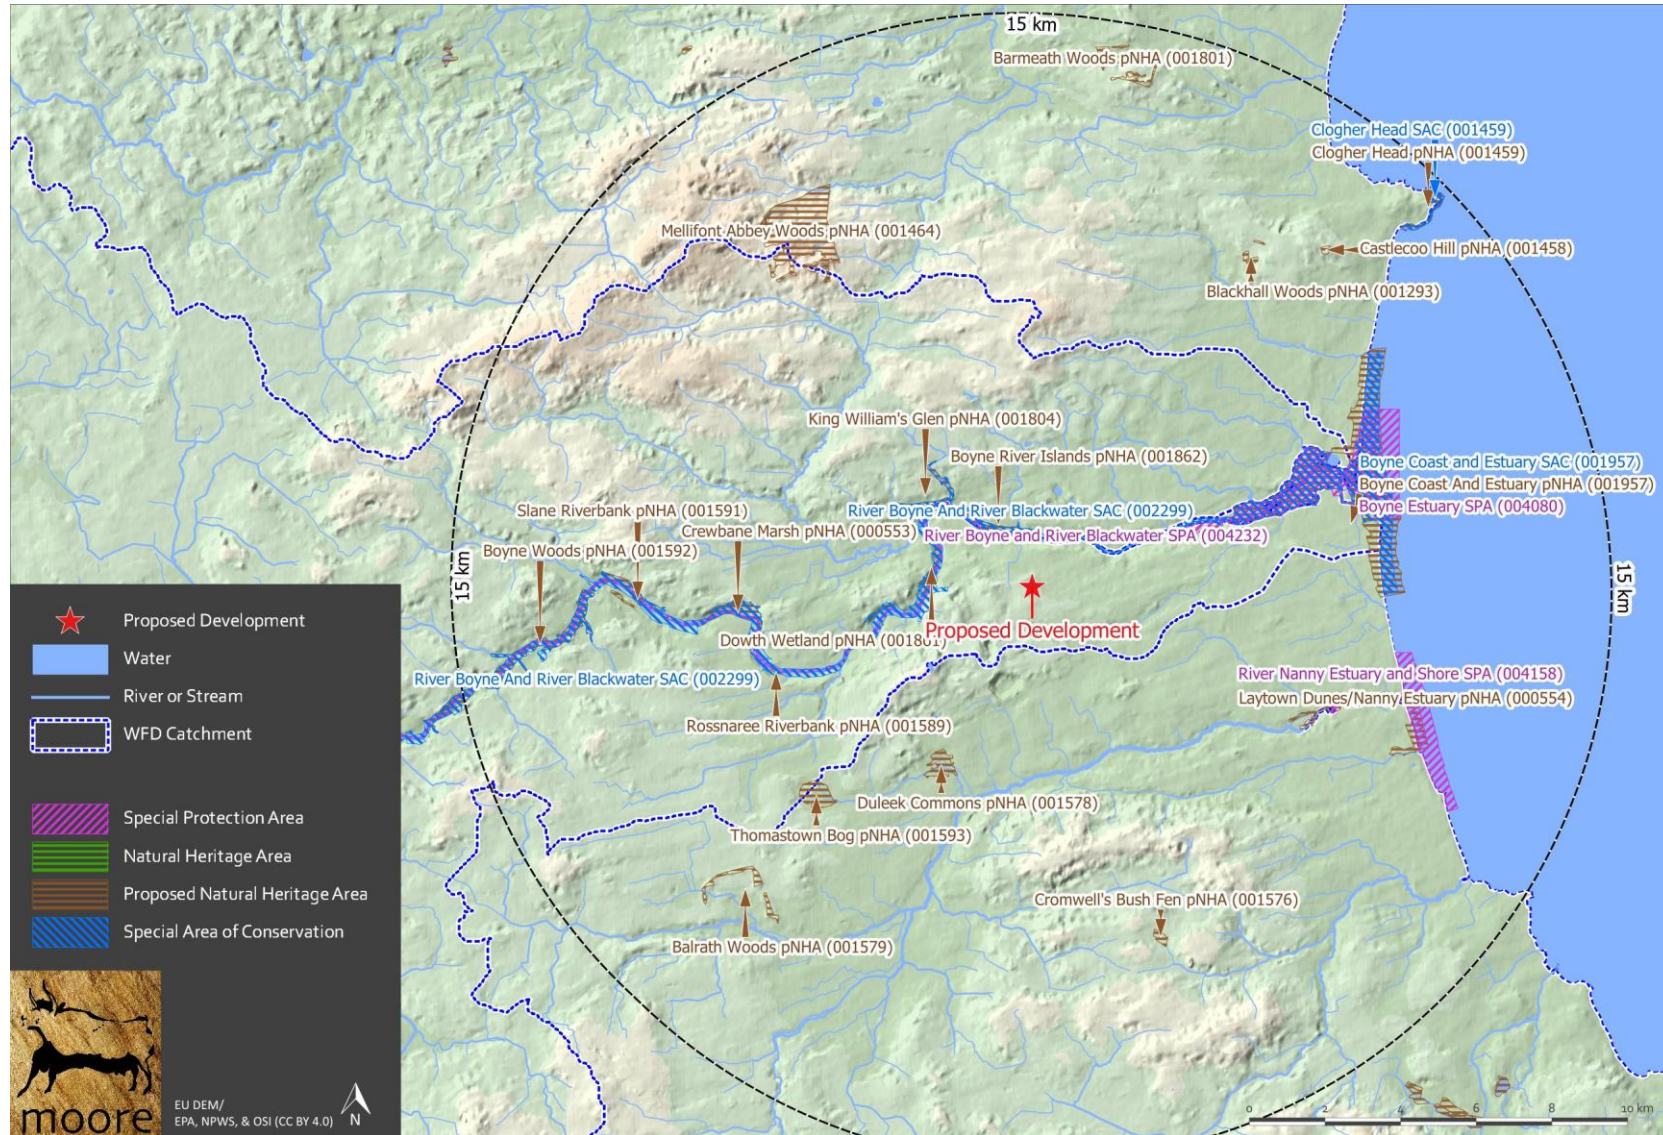 15 km
Barmeath Woods pNHA (001801)
Clogher Head SAC (001459)
Clogher Head pNHA (001459)
Mellifont Abbey Woods pNHA (001464)
Castlecoo Hill pNHA (001458)
Blackhall Woods pNHA (001293)
King William's Glen pNHA (001804)
Boyne River Islands pNHA (001862)
Boyne Coast and Estuary SAC (001957)
Boyne Coast And Estuary pNHA (001957)
Boyne Estuary SPA (004080)
Slane Riverbank pNHA (001591)
River Boyne And River Blackwater SAC (002299)
Crewbane Marsh pNHA (000553)
River Boyne and River Blackwater SPA (004232)
Boyne Woods pNHA (001592)
15 km
15 km
Proposed Development
Dowth Wetland pNHA (001861)
River Boyne And River Blackwater SAC (002299)
River Nanny Estuary and Shore SPA (004158)
Laytown Dunes/Nanny Estuary pNHA (000554)
Rossnaree Riverbank pNHA (001589)
Duleek Commons pNHA (001578)
Thomastown Bog pNHA (001593)
Cromwell's Bush Fen pNHA (001576)
Balrath Woods pNHA (001579)
Proposed Development
Water
River or Stream
WFD Catchment
Special Protection Area
Natural Heritage Area
Proposed Natural Heritage Area
Special Area of Conservation
moore
EU DEM/
EPA, NPWS, & OSI (CC BY 4.0)
N
0 2 4 6 8 10 km